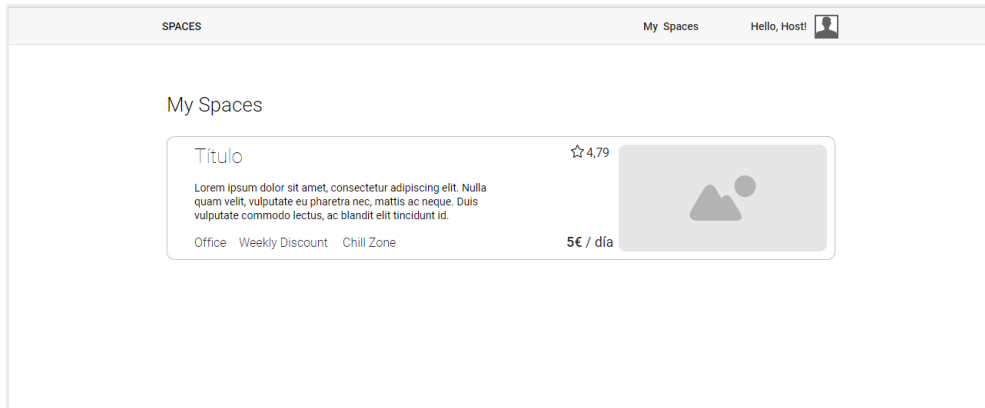 SPACES
My Spaces
Hello, Host!
My Spaces
Título
4,79
Lorem ipsum dolor sit amet, consectetur adipiscing elit. Nulla
quam velit, vulputate eu pharetra nec, mattis ac neque. Duis
vulputate commodo lectus, ac blandit elit tincidunt id.
Office Weekly Discount Chill Zone
5€ / día